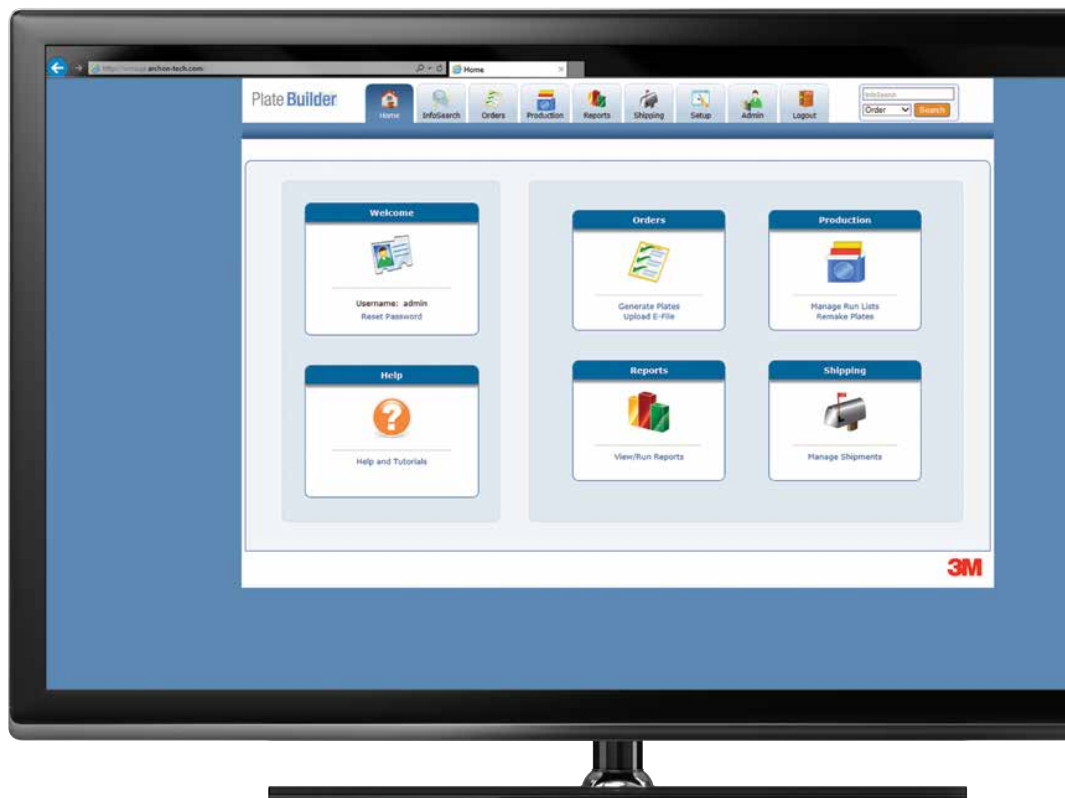 archon-tech.com
Home
Plate Builder
Home
InfoSearch
Orders
Production
Reports
Shipping
Setup
Admin
Logout
InfoSearch
Order
Search
Welcome
Username: admin
Reset Password
Help
Help and Tutorials
Orders
Generate Plates
Upload E-File
Production
Manage Run Lists
Remake Plates
Reports
View/Run Reports
Shipping
Manage Shipments
3M